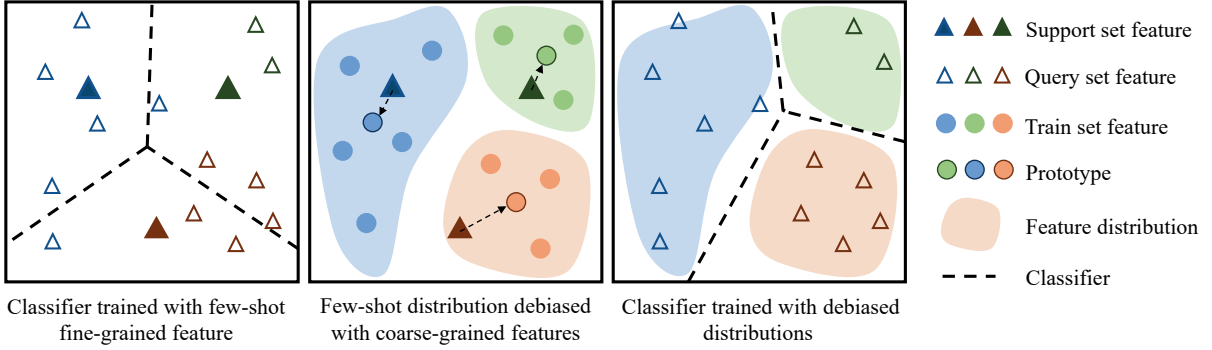 Support set feature
Query set feature
Train set feature
Prototype
Feature distribution
Classifier
Classifier trained with few-shot
fine-grained feature
Few-shot distribution debiased
with coarse-grained features
Classifier trained with debiased
distributions